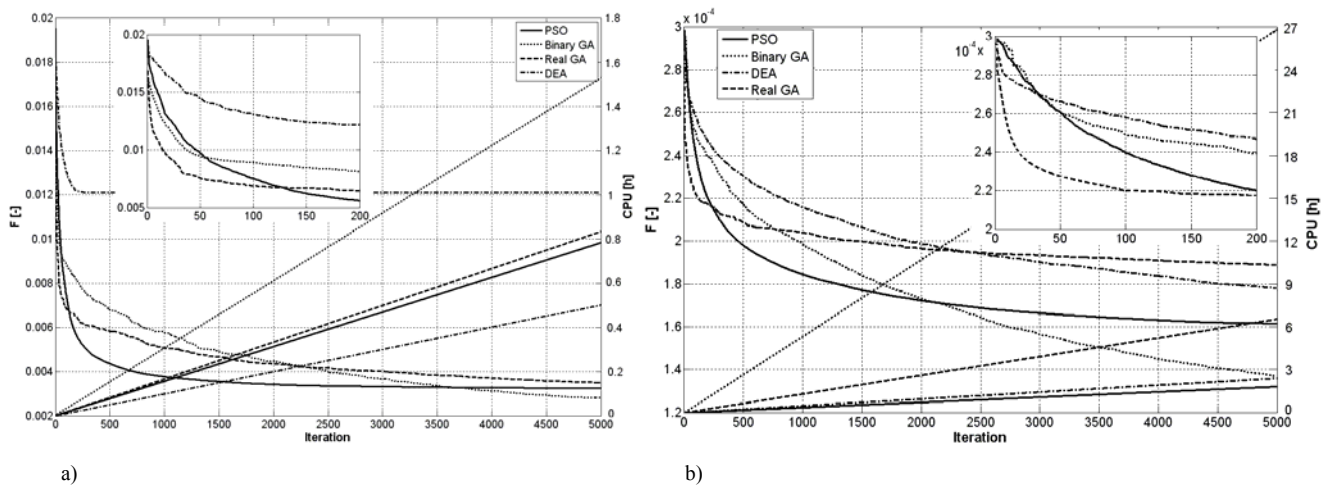 0.02
0.018
0.016
0.014
0.012
0.01
0.008
0.006
0.004
0.002
F [-]
0 500 1000 1500 2000 2500 3000 3500 4000 4500 5000
Iteration
1.8
1.6
1.4
1.2
1
0.8
0.6
0.4
0.2
0
CPU [h]
0.02
0.015
0.01
0.005
0 50 100 150 200
PSO
Binary GA
Real GA
DEA
a)
3 x 10-4
2.8
2.6
2.4
2.2
2
1.8
1.6
1.4
1.2
F [-]
0 500 1000 1500 2000 2500 3000 3500 4000 4500 5000
Iteration
27
24
21
18
15
12
9
6
3
0
CPU [h]
PSO
Binary GA
DEA
Real GA
3
10-4x
2.8
2.6
2.4
2.2
2
0 50 100 150 200
b)